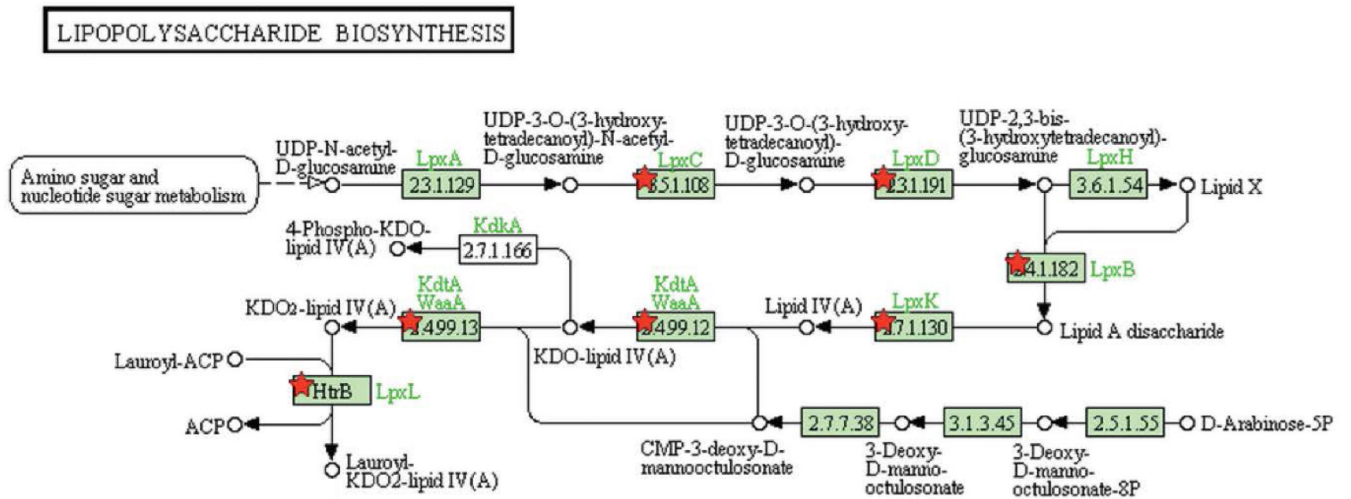 LIPOPOLYSACCHARIDE BIOSYNTHESIS
UDP-N-acetyl-
D-glucosamine
LpxA
2.3.1.129
UDP-3-O-(3-hydroxy-
tetradecanoyl)-N-acetyl-
D-glucosamine
LpxC
3.5.1.108
UDP-3-O-(3-hydroxy-
tetradecanoyl)-
D-glucosamine
LpxD
2.3.1.191
UDP-2,3-bis-
(3-hydroxytetradecanoyl)-
glucosamine
LpxH
3.6.1.54
Lipid X
Amino sugar and
nucleotide sugar metabolism
4-Phospho-KDO-
lipid IV(A)
KdkA
2.7.1.166
2.4.1.182
LpxB
KDO2-lipid IV(A)
KdtA
WaaA
2.4.99.13
KDO-lipid IV(A)
KdtA
WaaA
2.4.99.12
Lipid IV(A)
LpxK
2.7.1.130
Lipid A disaccharide
Lauroyl-ACP
HtrB
LpxL
ACP
Lauroyl-
KDO2-lipid IV(A)
CMP-3-deoxy-D-
mannooctulosonate
2.7.7.38
3-Deoxy-
D-manno-
octulosonate
3.1.3.45
3-Deoxy-
D-manno-
octulosonate-8P
2.5.1.55
D-Arabinose-5P